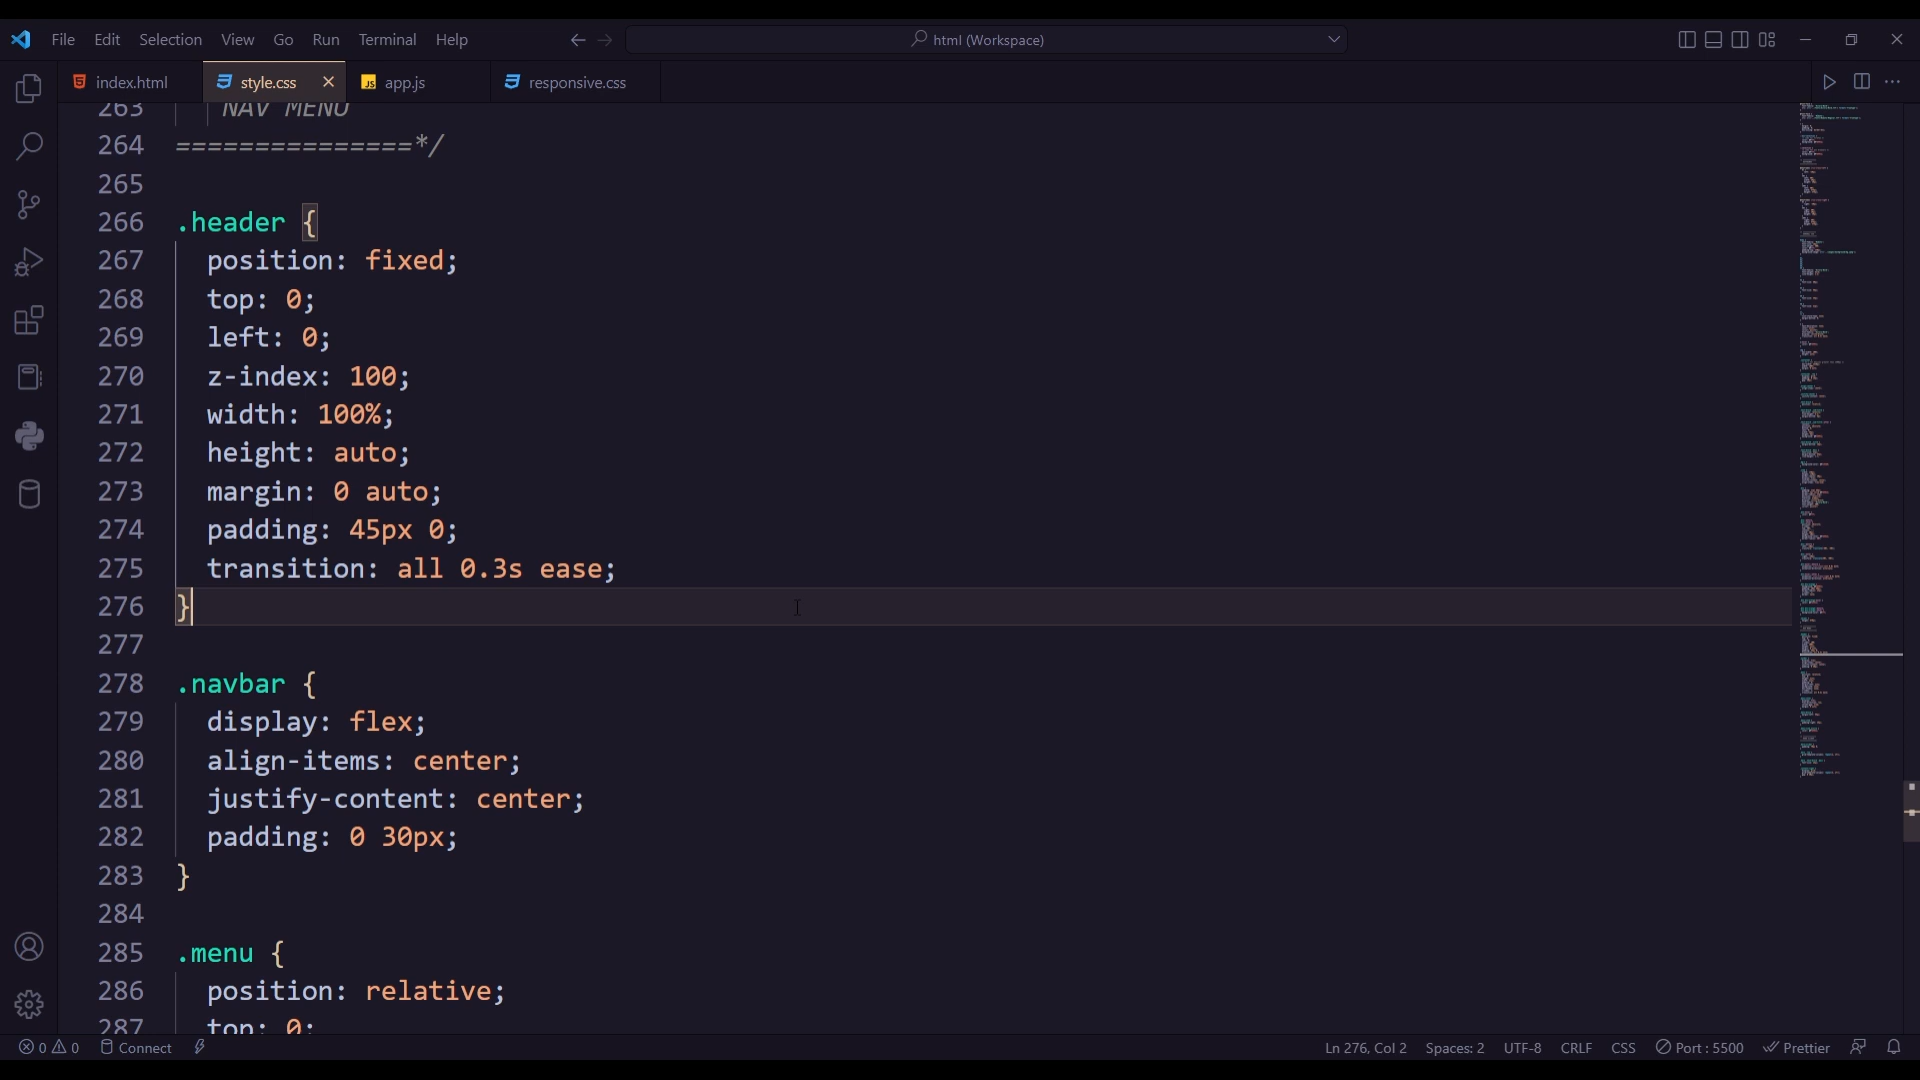 File Edit Selection View Go Run Terminal Help html (Workspace)
index.html style.css app.js responsive.css
263 NAV MENU
264 ===============*/
265
266 .header {
267 position: fixed;
268 top: 0;
269 left: 0;
270 z-index: 100;
271 width: 100%;
272 height: auto;
273 margin: 0 auto;
274 padding: 45px 0;
275 transition: all 0.3s ease;
276 }
277
278 .navbar {
279 display: flex;
280 align-items: center;
281 justify-content: center;
282 padding: 0 30px;
283 }
284
285 .menu {
286 position: relative;
287 top: 0;
0 0 Connect Ln 276, Col 2 Spaces: 2 UTF-8 CRLF CSS Port : 5500 Prettier